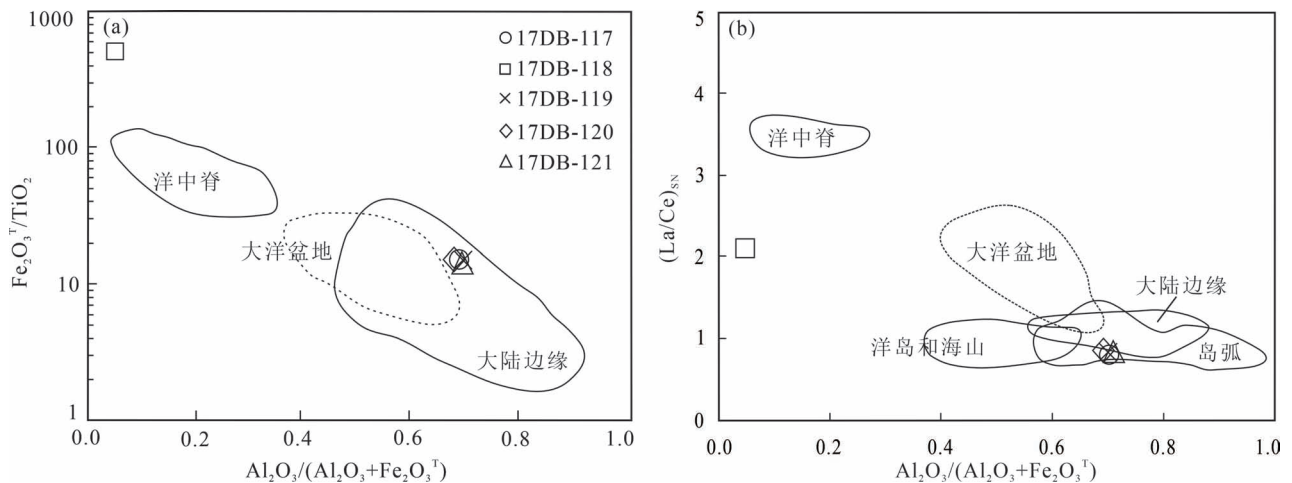 (a)
1000
100
10
1
Fe₂O₃ᵀ/TiO₂
17DB-117
17DB-118
17DB-119
17DB-120
17DB-121
洋中脊
大洋盆地
大陆边缘
0.0 0.2 0.4 0.6 0.8 1.0
Al₂O₃/(Al₂O₃+Fe₂O₃ᵀ)
(b)
5
4
3
2
1
0
(La/Ce)SN
洋中脊
大洋盆地
大陆边缘
洋岛和海山
岛弧
0.0 0.2 0.4 0.6 0.8 1.0
Al₂O₃/(Al₂O₃+Fe₂O₃ᵀ)